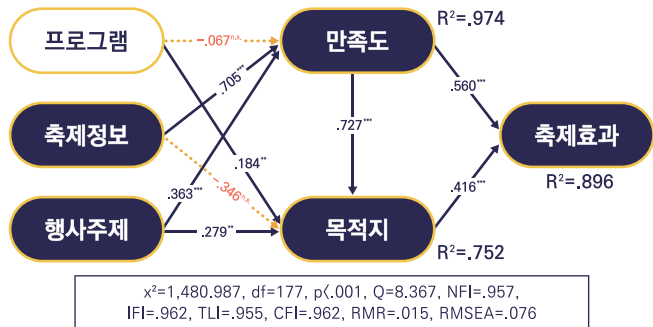 프로그램
-.067n.s.
만족도
R²=.974
.705***
.560***
축제정보
.727***
축제효과
.184**
R²=.896
.363***
-.346n.s.
.416***
행사주제
.279**
목적지
R²=.752
x²=1,480.987, df=177, p<.001, Q=8.367, NFI=.957,
IFI=.962, TLI=.955, CFI=.962, RMR=.015, RMSEA=.076